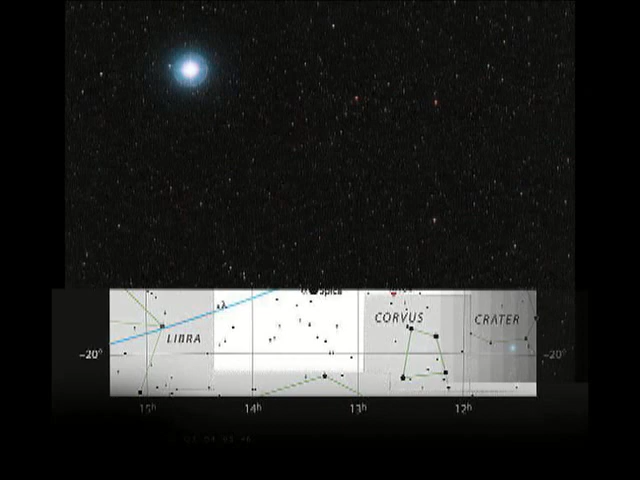 Spica
λ
CORVUS
CRATER
LIBRA
-20° -20°
15h 14h 13h 12h